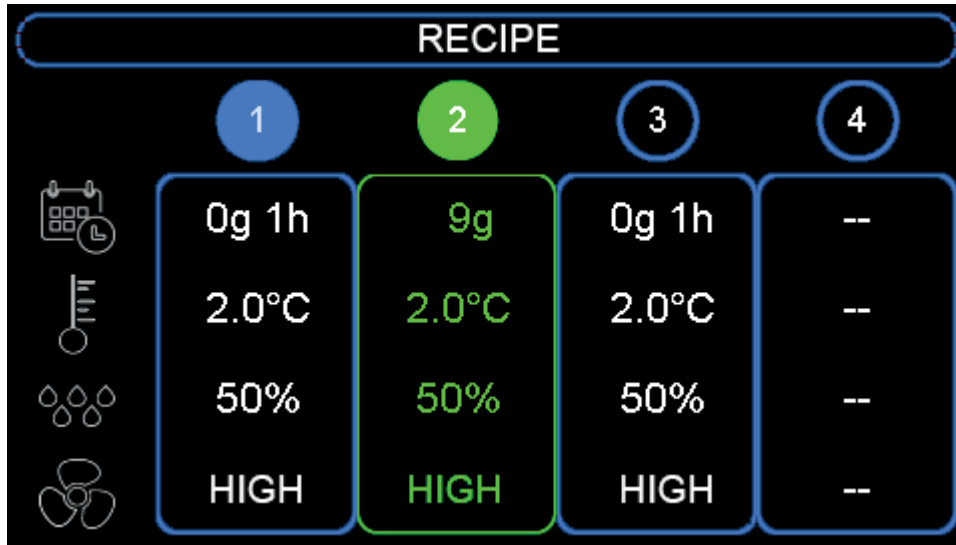 RECIPE
1 2 3 4
0g 1h 9g 0g 1h --
2.0°C 2.0°C 2.0°C --
50% 50% 50% --
HIGH HIGH HIGH --